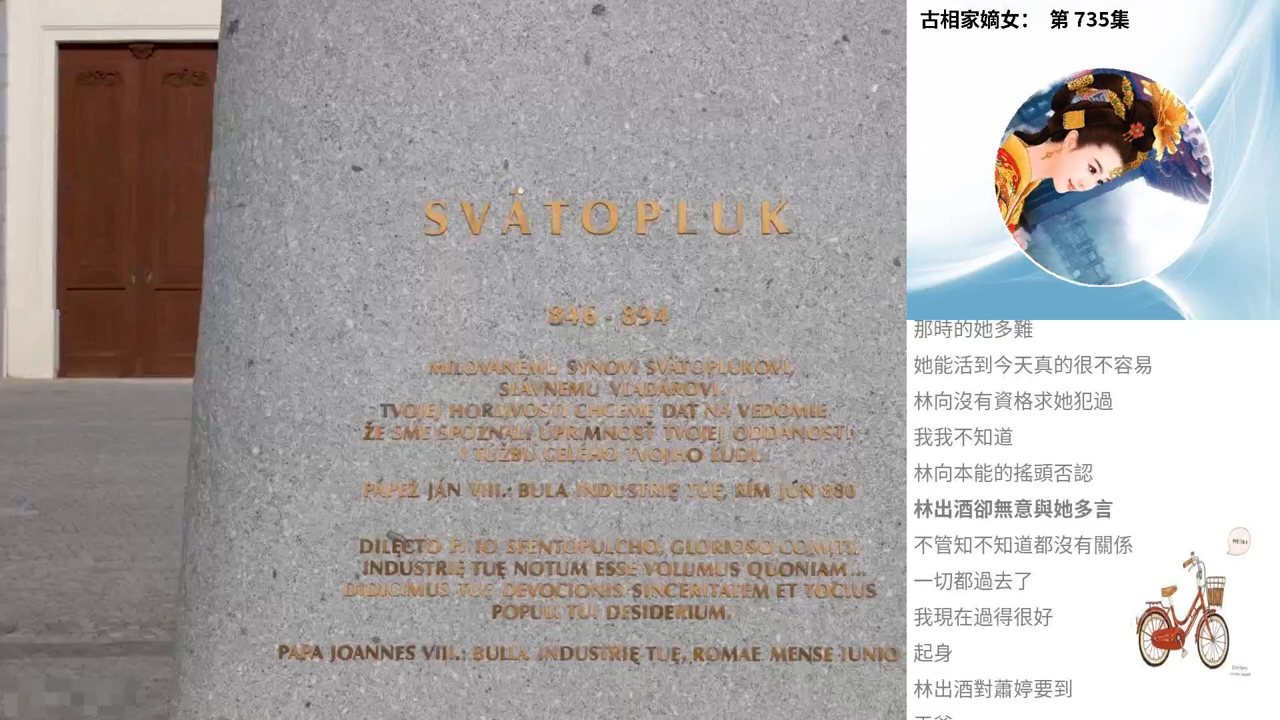 SVÄTOPLUK
846 - 894
MILOVANÉMU SYNOVI SVÄTOPLUKOVI,
SLÁVNEMU VLADÁROVI.
TVOJEJ HORLIVOSTI CHCEME DAŤ NA VEDOMIE,
ŽE SME SPOZNALI ÚPRIMNOSŤ TVOJEJ ODDANOSTI
I TÚŽBU CELÉHO TVOJHO ĽUDU.
PÁPEŽ JÁN VIII.: BULA INDUSTRIĘ TUĘ, RÍM JÚN 880
DILECTO FILIO SFENTOPULCHO, GLORIOSO COMITI.
INDUSTRIĘ TUĘ NOTUM ESSE VOLUMUS QUONIAM ...
DIDICIMUS TUĘ DEVOCIONIS SINCERITATEM ET TOCIUS
POPULI TUI DESIDERIUM.
PAPA JOANNES VIII.: BULLA INDUSTRIĘ TUĘ, ROMAE MENSE IUNIO
古相家嫡女： 第 735集
那時的她多難
她能活到今天真的很不容易
林向沒有資格求她犯過
我我不知道
林向本能的搖頭否認
林出酒卻無意與她多言
不管知不知道都沒有關係
一切都過去了
我現在過得很好
起身
林出酒對蕭婷要到